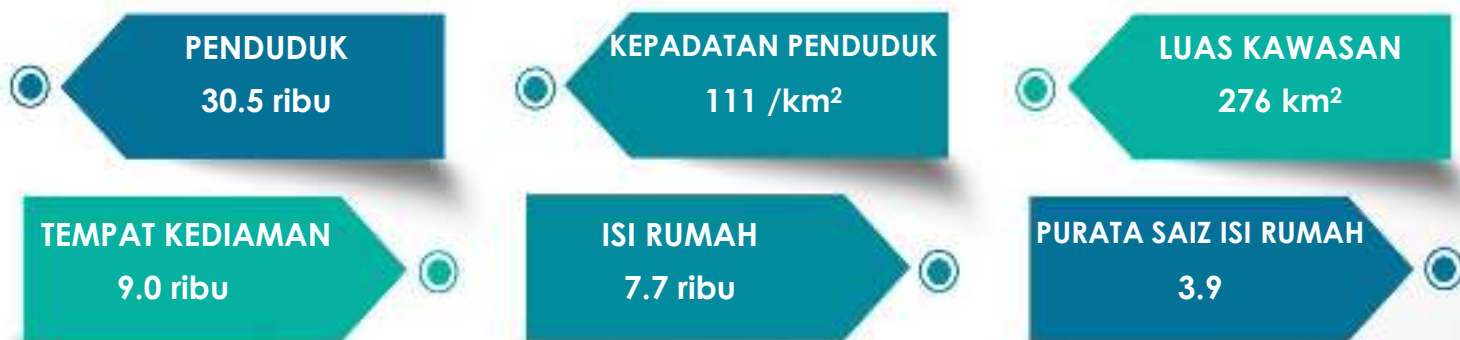 PENDUDUK
30.5 ribu
KEPADATAN PENDUDUK
111 /km²
LUAS KAWASAN
276 km²
TEMPAT KEDIAMAN
9.0 ribu
ISI RUMAH
7.7 ribu
PURATA SAIZ ISI RUMAH
3.9